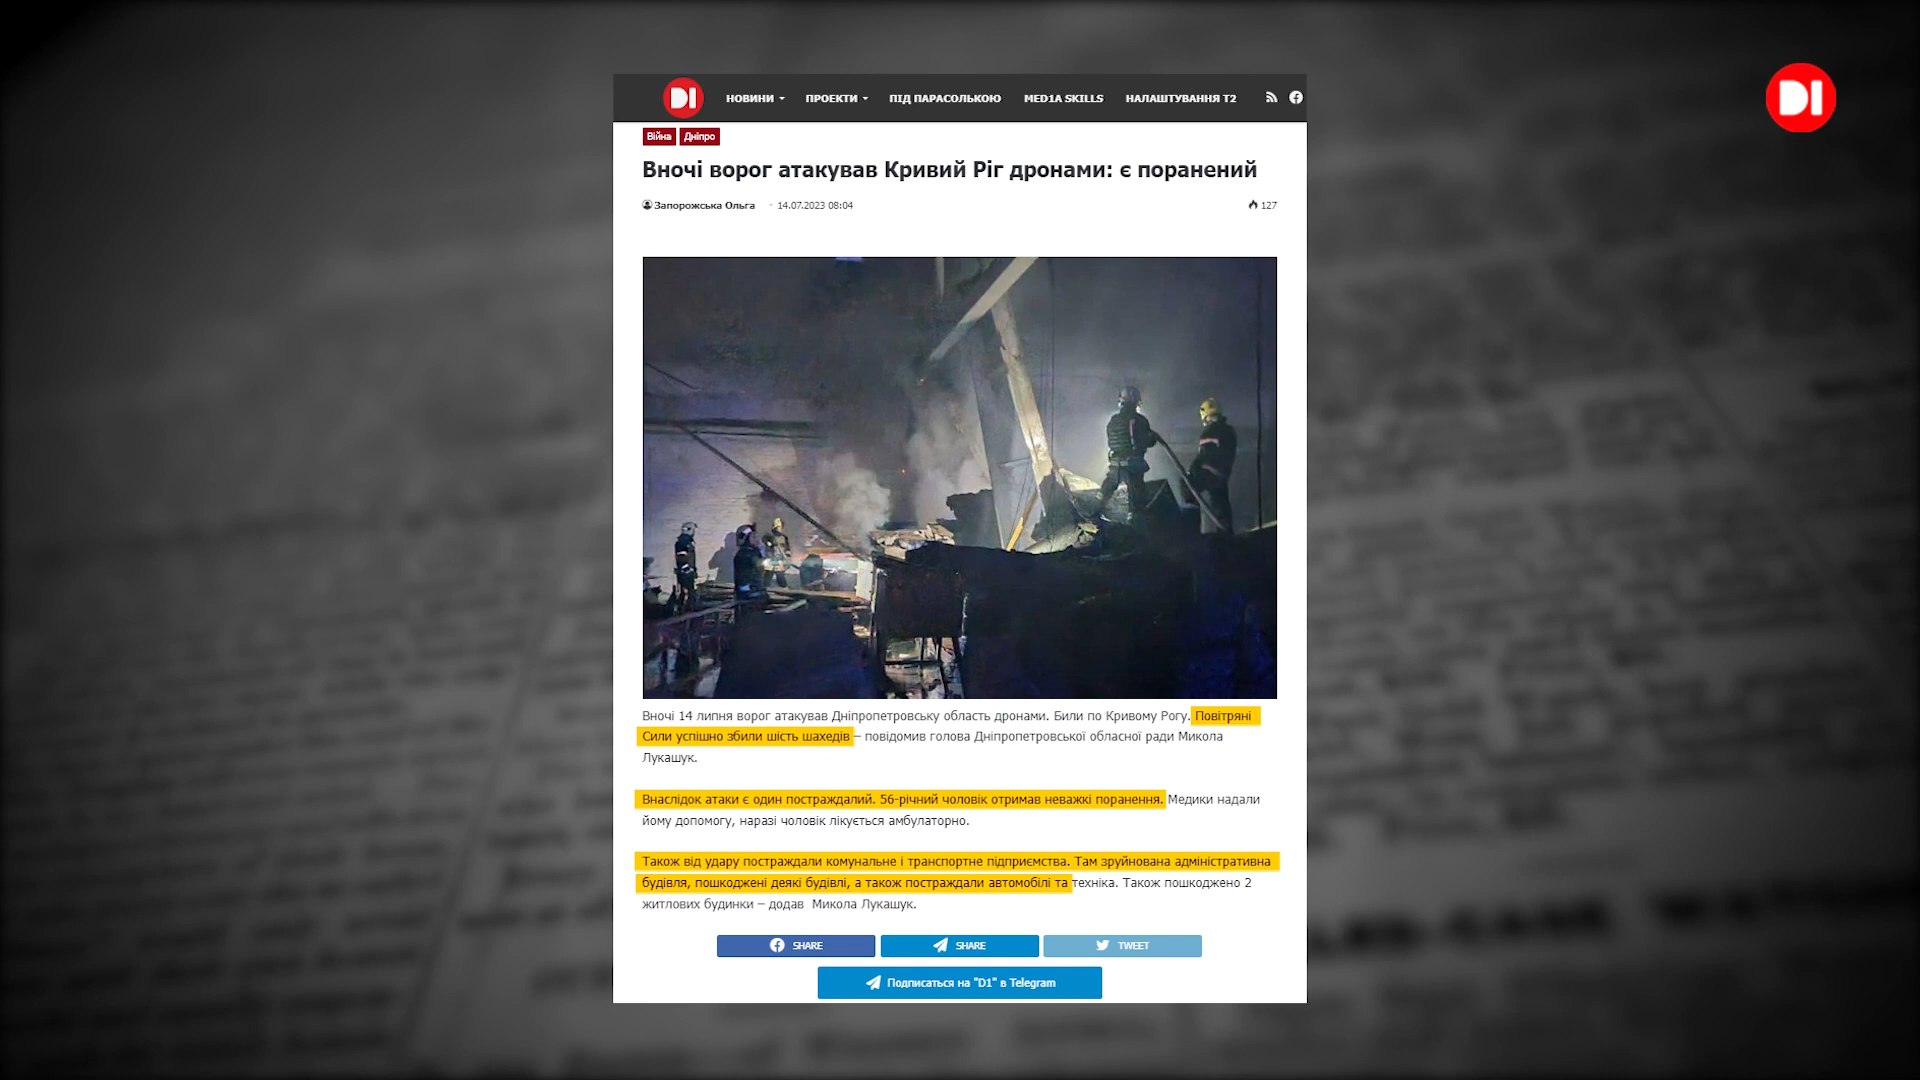 DI
НОВИНИ
ПРОЕКТИ
ПІД ПАРАСОЛЬКОЮ
MED1A SKILLS
НАЛАШТУВАННЯ Т2
DI
Війна
Дніпро
Вночі ворог атакував Кривий Ріг дронами: є поранений
Запорожська Ольга - 14.07.2023 08:04
127
Вночі 14 липня ворог атакував Дніпропетровську область дронами. Били по Кривому Рогу. Повітряні
Сили успішно збили шість шахедів – повідомив голова Дніпропетровської обласної ради Микола
Лукашук.
Внаслідок атаки є один постраждалий. 56-річний чоловік отримав неважкі поранення. Медики надали
йому допомогу, наразі чоловік лікується амбулаторно.
Також від удару постраждали комунальне і транспортне підприємства. Там зруйнована адміністративна
будівля, пошкоджені деякі будівлі, а також постраждали автомобілі та техніка. Також пошкоджено 2
житлових будинки – додав Микола Лукашук.
SHARE
SHARE
TWEET
Подписаться на "D1" в Telegram